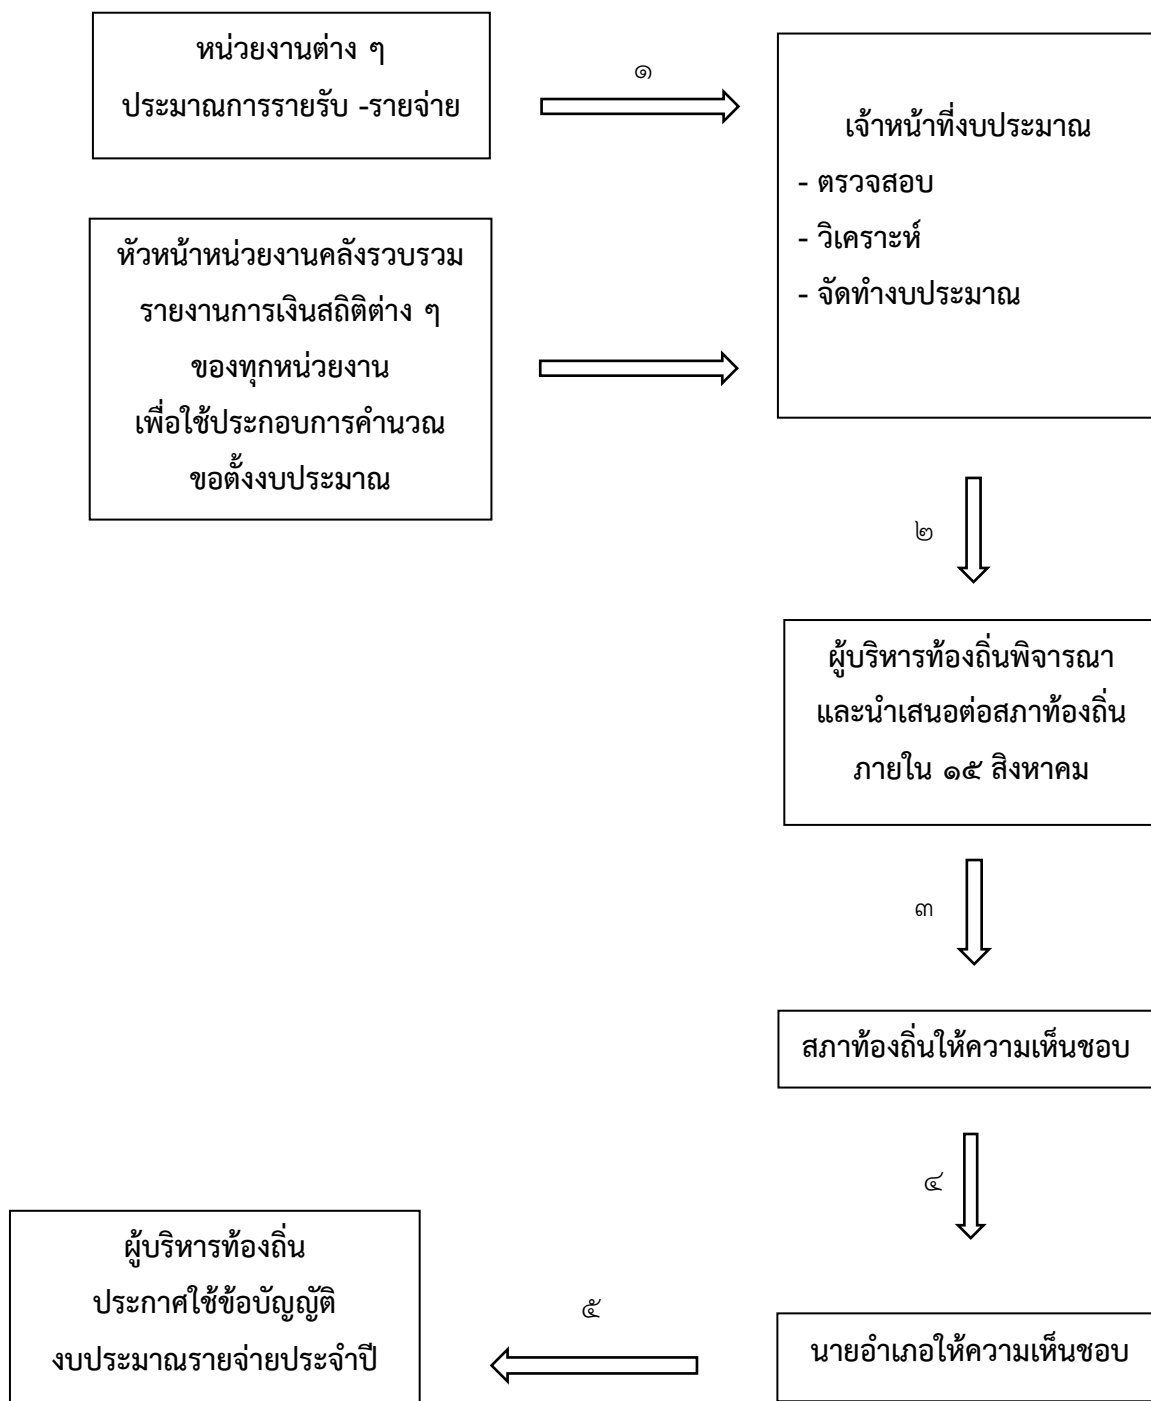 หน่วยงานต่าง ๆ
ประมาณการรายรับ -รายจ่าย
๑
เจ้าหน้าที่งบประมาณ
- ตรวจสอบ
- วิเคราะห์
- จัดทำงบประมาณ
หัวหน้าหน่วยงานคลังรวบรวม
รายงานการเงินสถิติต่าง ๆ
ของทุกหน่วยงาน
เพื่อใช้ประกอบการคำนวณ
ขอตั้งงบประมาณ
๒
ผู้บริหารท้องถิ่นพิจารณา
และนำเสนอต่อสภาท้องถิ่น
ภายใน ๑๕ สิงหาคม
๓
สภาท้องถิ่นให้ความเห็นชอบ
๔
นายอำเภอให้ความเห็นชอบ
๕
ผู้บริหารท้องถิ่น
ประกาศใช้ข้อบัญญัติ
งบประมาณรายจ่ายประจำปี